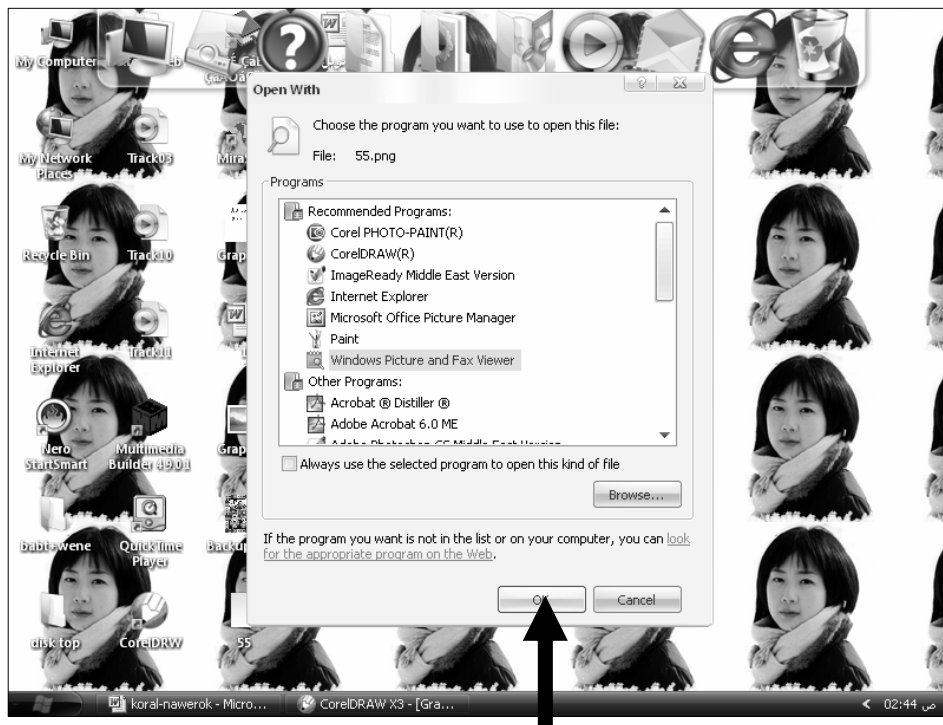 My Computer
Open With
Choose the program you want to use to open this file:
File: 55.png
Programs
Recommended Programs:
Corel PHOTO-PAINT(R)
CorelDRAW(R)
ImageReady Middle East Version
Internet Explorer
Microsoft Office Picture Manager
Paint
Windows Picture and Fax Viewer
Other Programs:
Acrobat ® Distiller ®
Adobe Acrobat 6.0 ME
Adobe Photoshop CS Middle East Version
Always use the selected program to open this kind of file
Browse...
If the program you want is not in the list or on your computer, you can look
for the appropriate program on the Web.
Cancel
My Network
Places
Track03
Recycle Bin
Track10
Internet
Explorer
Track11
Nero
StartSmart
Multimedia
Builder 4.9.0.1
babt+wene
QuickTime
Player
disk top
CorelDRW
55
koral-nawerok - Micro...
CorelDRAW X3 - [Gra...
02:44 ص